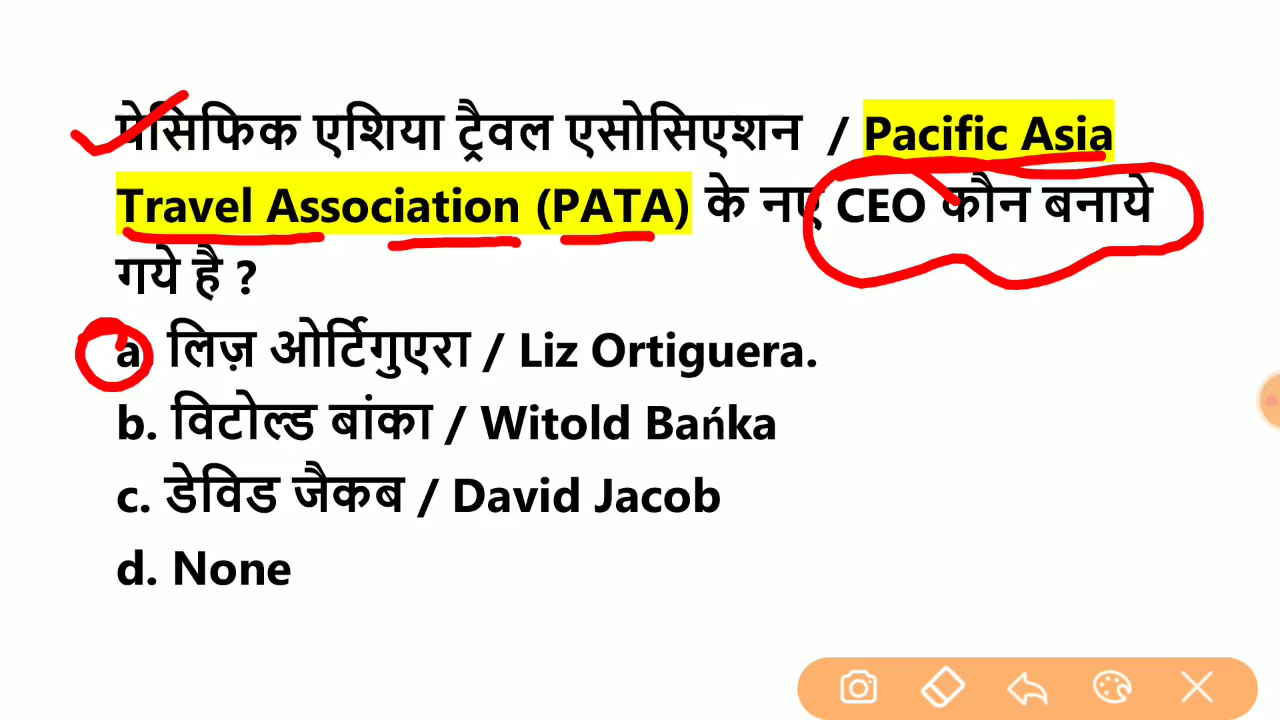 पेसिफिक एशिया ट्रैवल एसोसिएशन / Pacific Asia
Travel Association (PATA) के नए CEO कौन बनाये
गये है ?
a. लिज़ ओर्टिगुएरा / Liz Ortiguera.
b. विटोल्ड बांका / Witold Bańka
c. डेविड जैकब / David Jacob
d. None